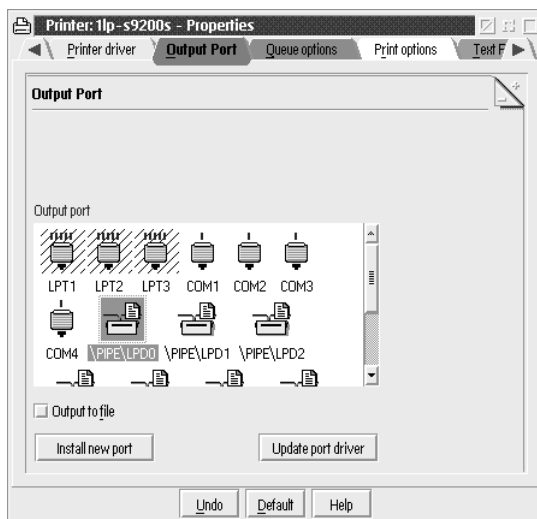 Printer: 1lp-s9200s - Properties
Printer driver Output Port Queue options Print options Text F
Output Port
Output port
LPT1 LPT2 LPT3 COM1 COM2 COM3
COM4 \PIPE\LPD0 \PIPE\LPD1 \PIPE\LPD2
Output to file
Install new port Update port driver
Undo Default Help